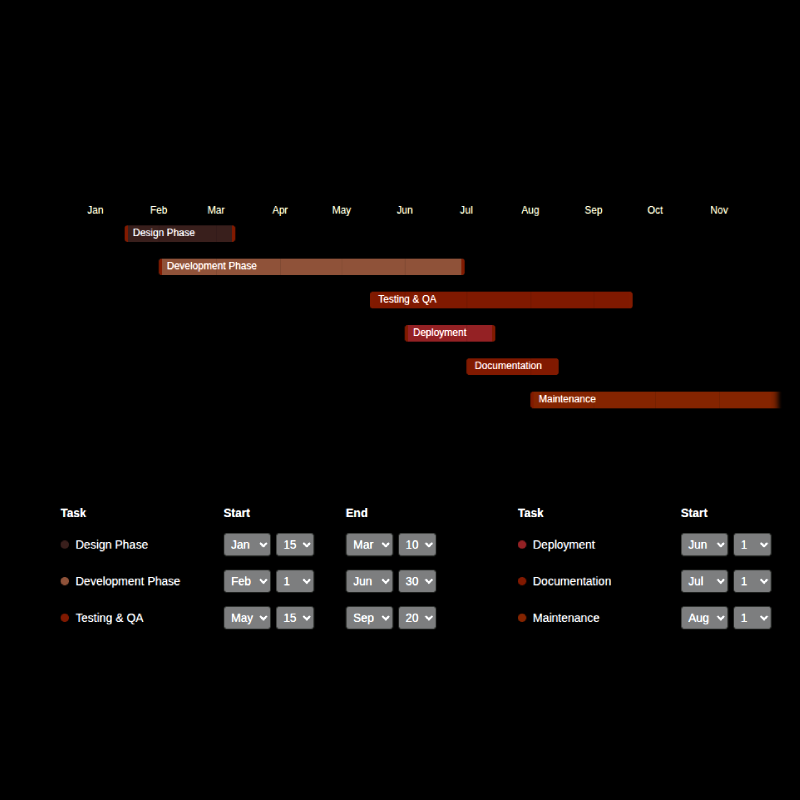 Jan Feb Mar Apr May Jun Jul Aug Sep Oct Nov
Design Phase
Development Phase
Testing & QA
Deployment
Documentation
Maintenance
Task Start End Task Start
Design Phase Jan 15 Mar 10 Deployment Jun 1
Development Phase Feb 1 Jun 30 Documentation Jul 1
Testing & QA May 15 Sep 20 Maintenance Aug 1